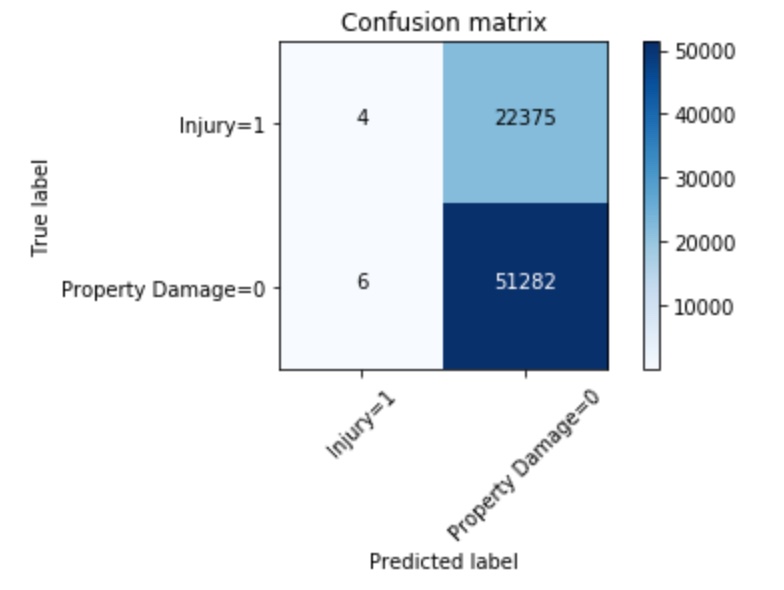 Confusion matrix
True label
Injury=1
4
22375
Property Damage=0
6
51282
50000
40000
30000
20000
10000
Injury=1
Property Damage=0
Predicted label